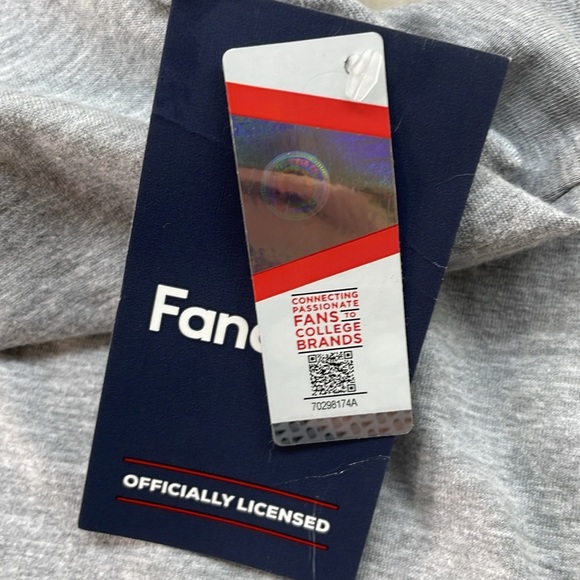 CONNECTING
PASSIONATE
FANS TO
COLLEGE
BRANDS
70298174A
Fan
OFFICIALLY LICENSED